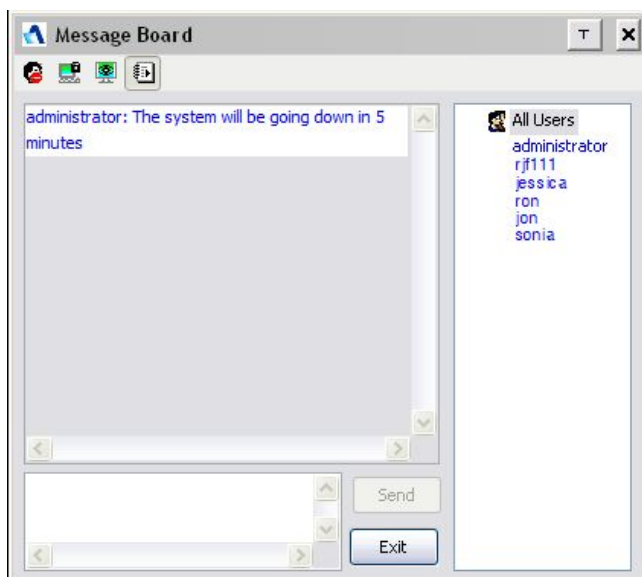 Message Board
T
administrator: The system will be going down in 5
minutes
All Users
administrator
rjf111
jessica
ron
jon
sonia
Send
Exit